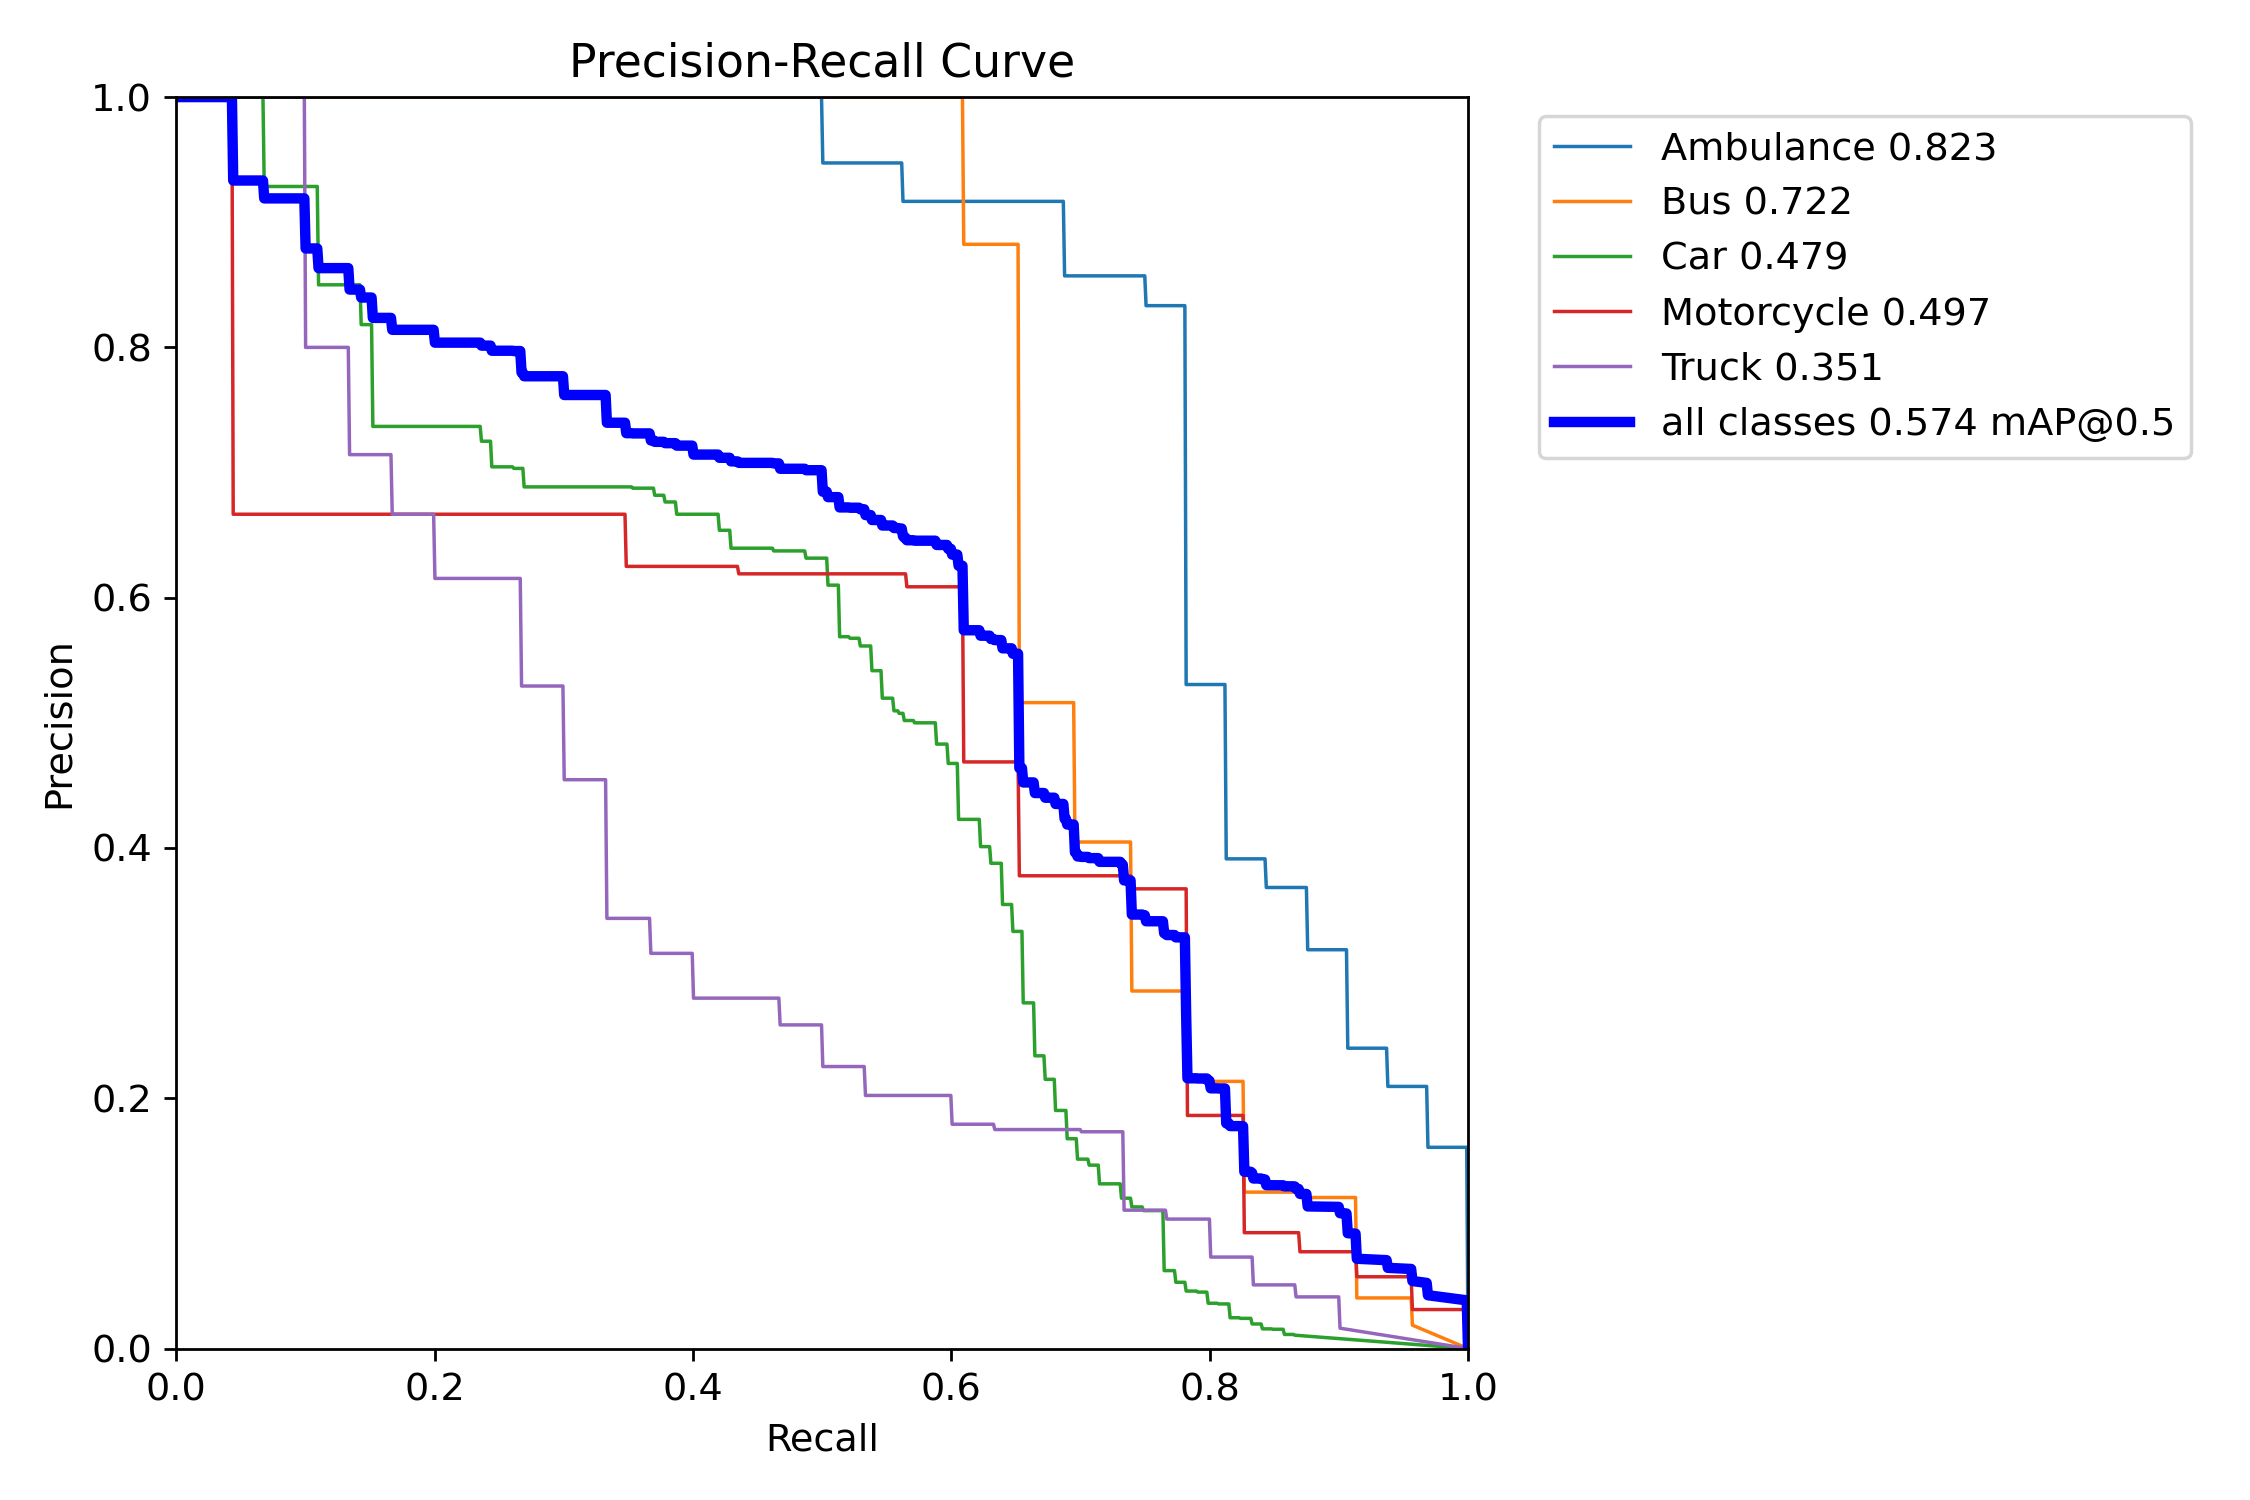 Precision-Recall Curve
1.0
0.8
0.6
0.4
0.2
0.0
Precision
0.0 0.2 0.4 0.6 0.8 1.0
Recall
Ambulance 0.823
Bus 0.722
Car 0.479
Motorcycle 0.497
Truck 0.351
all classes 0.574 mAP@0.5